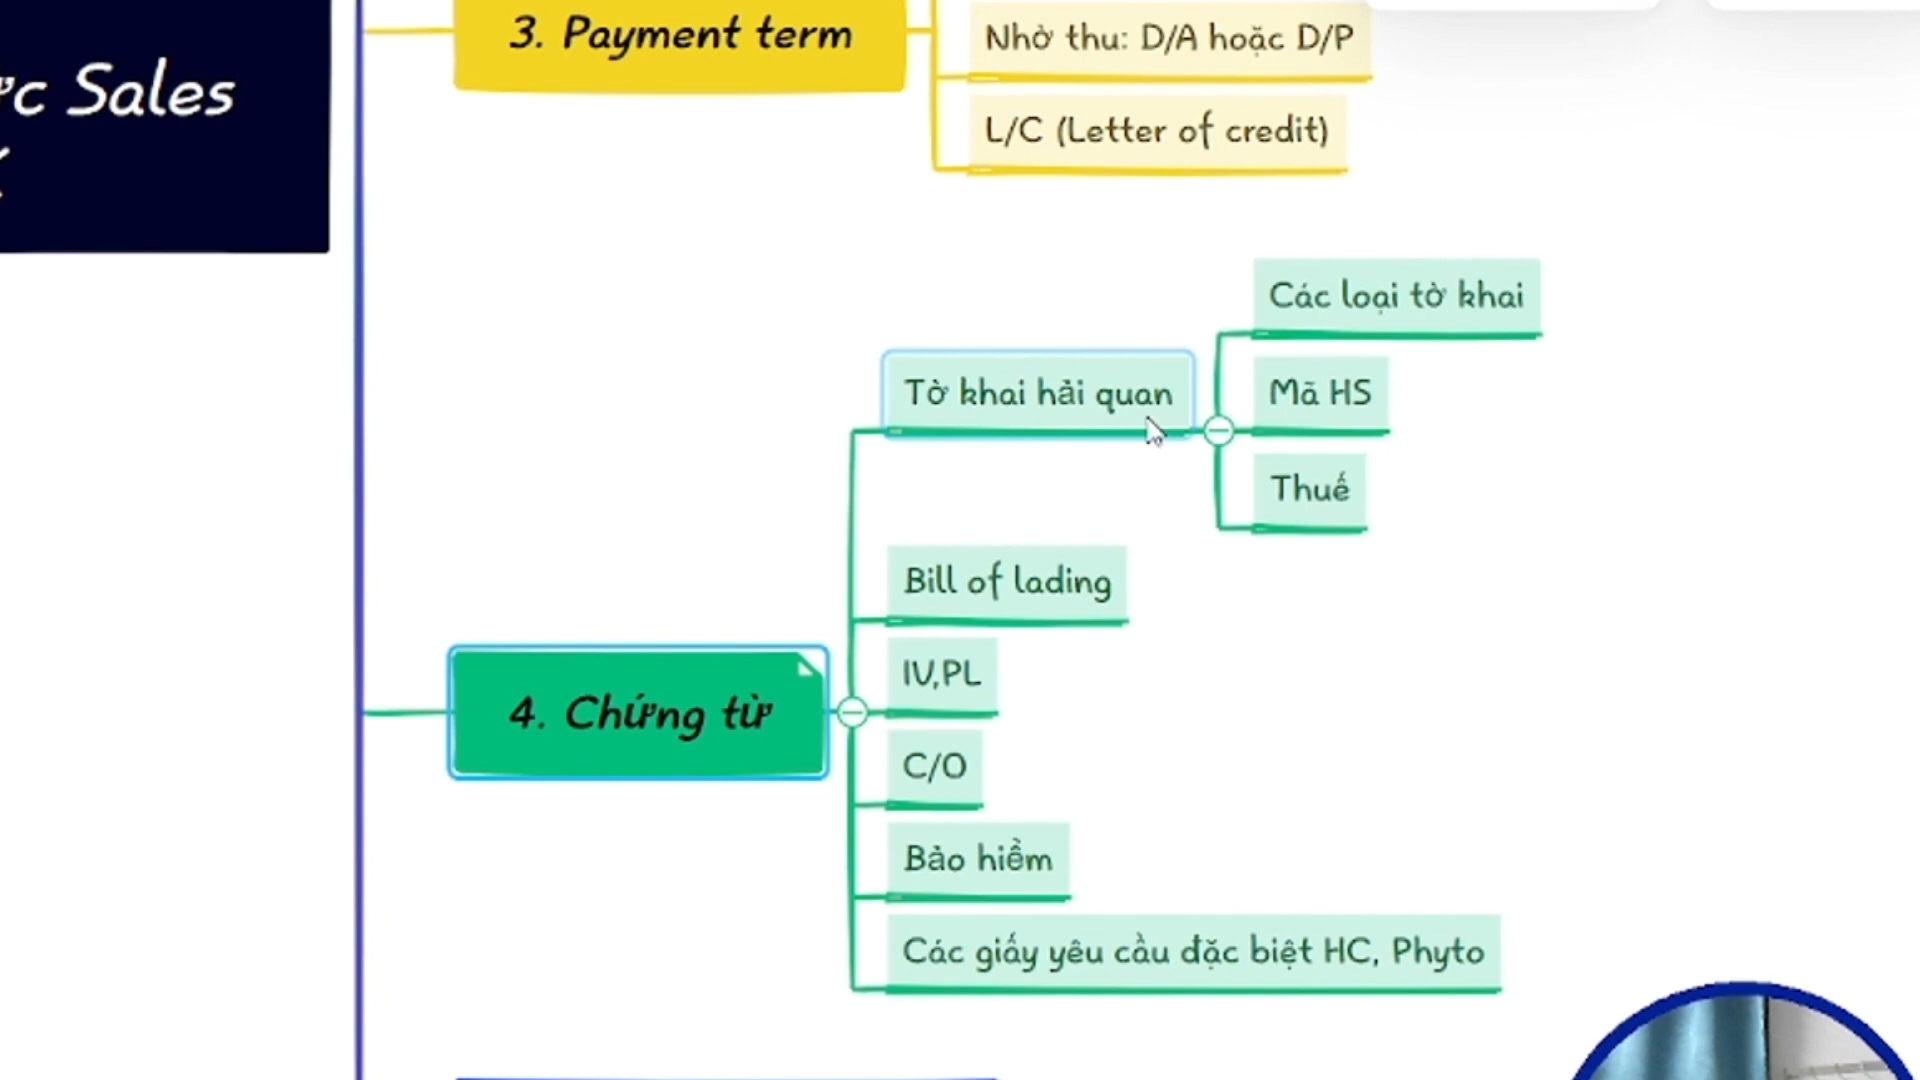 3. Payment term
Nhờ thu: D/A hoặc D/P
L/C (Letter of credit)
Sales
Các loại tờ khai
Tờ khai hải quan
Mã HS
Thuế
Bill of lading
IV,PL
4. Chứng từ
C/O
Bảo hiểm
Các giấy yêu cầu đặc biệt HC, Phyto